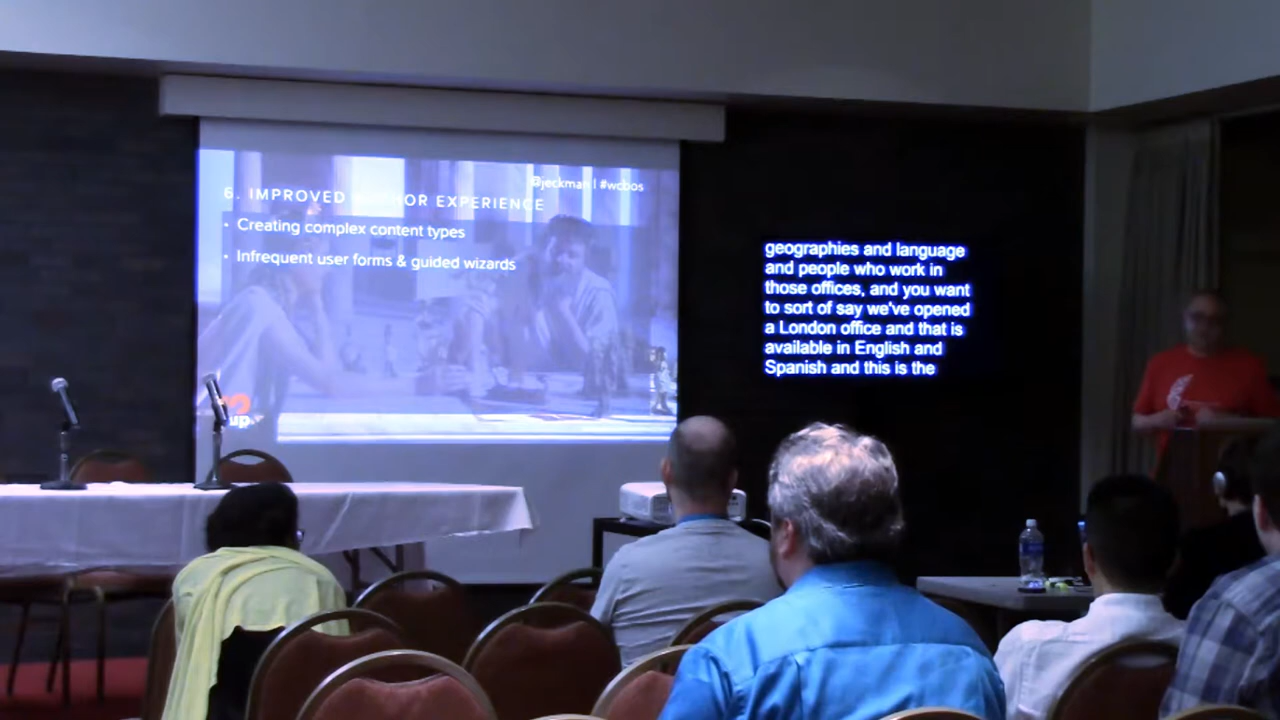 @jeckman | #wcbos
6. IMPROVED AUTHOR EXPERIENCE
• Creating complex content types
• Infrequent user forms & guided wizards
up
geographies and language
and people who work in
those offices, and you want
to sort of say we've opened
a London office and that is
available in English and
Spanish and this is the